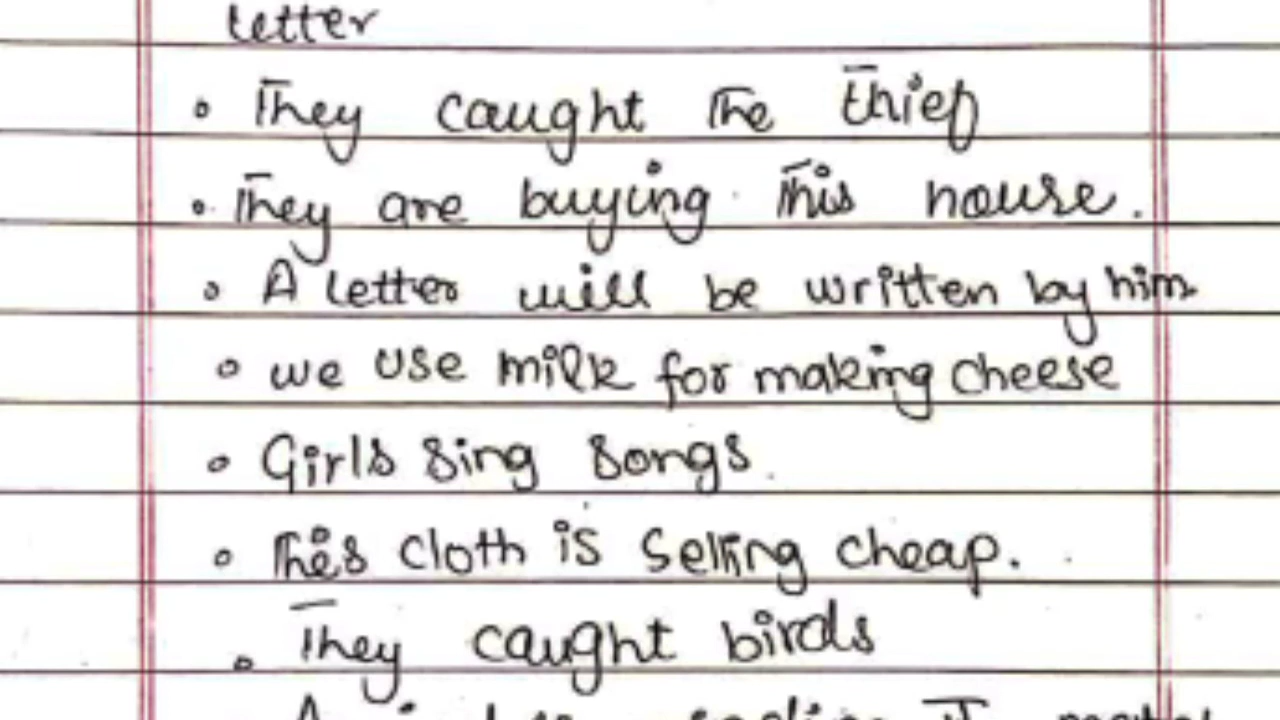 letter
• They caught the thief
• They are buying this house.
• A letter will be written by him
• we use milk for making cheese
• Girls sing songs
• This cloth is selling cheap.
• They caught birds